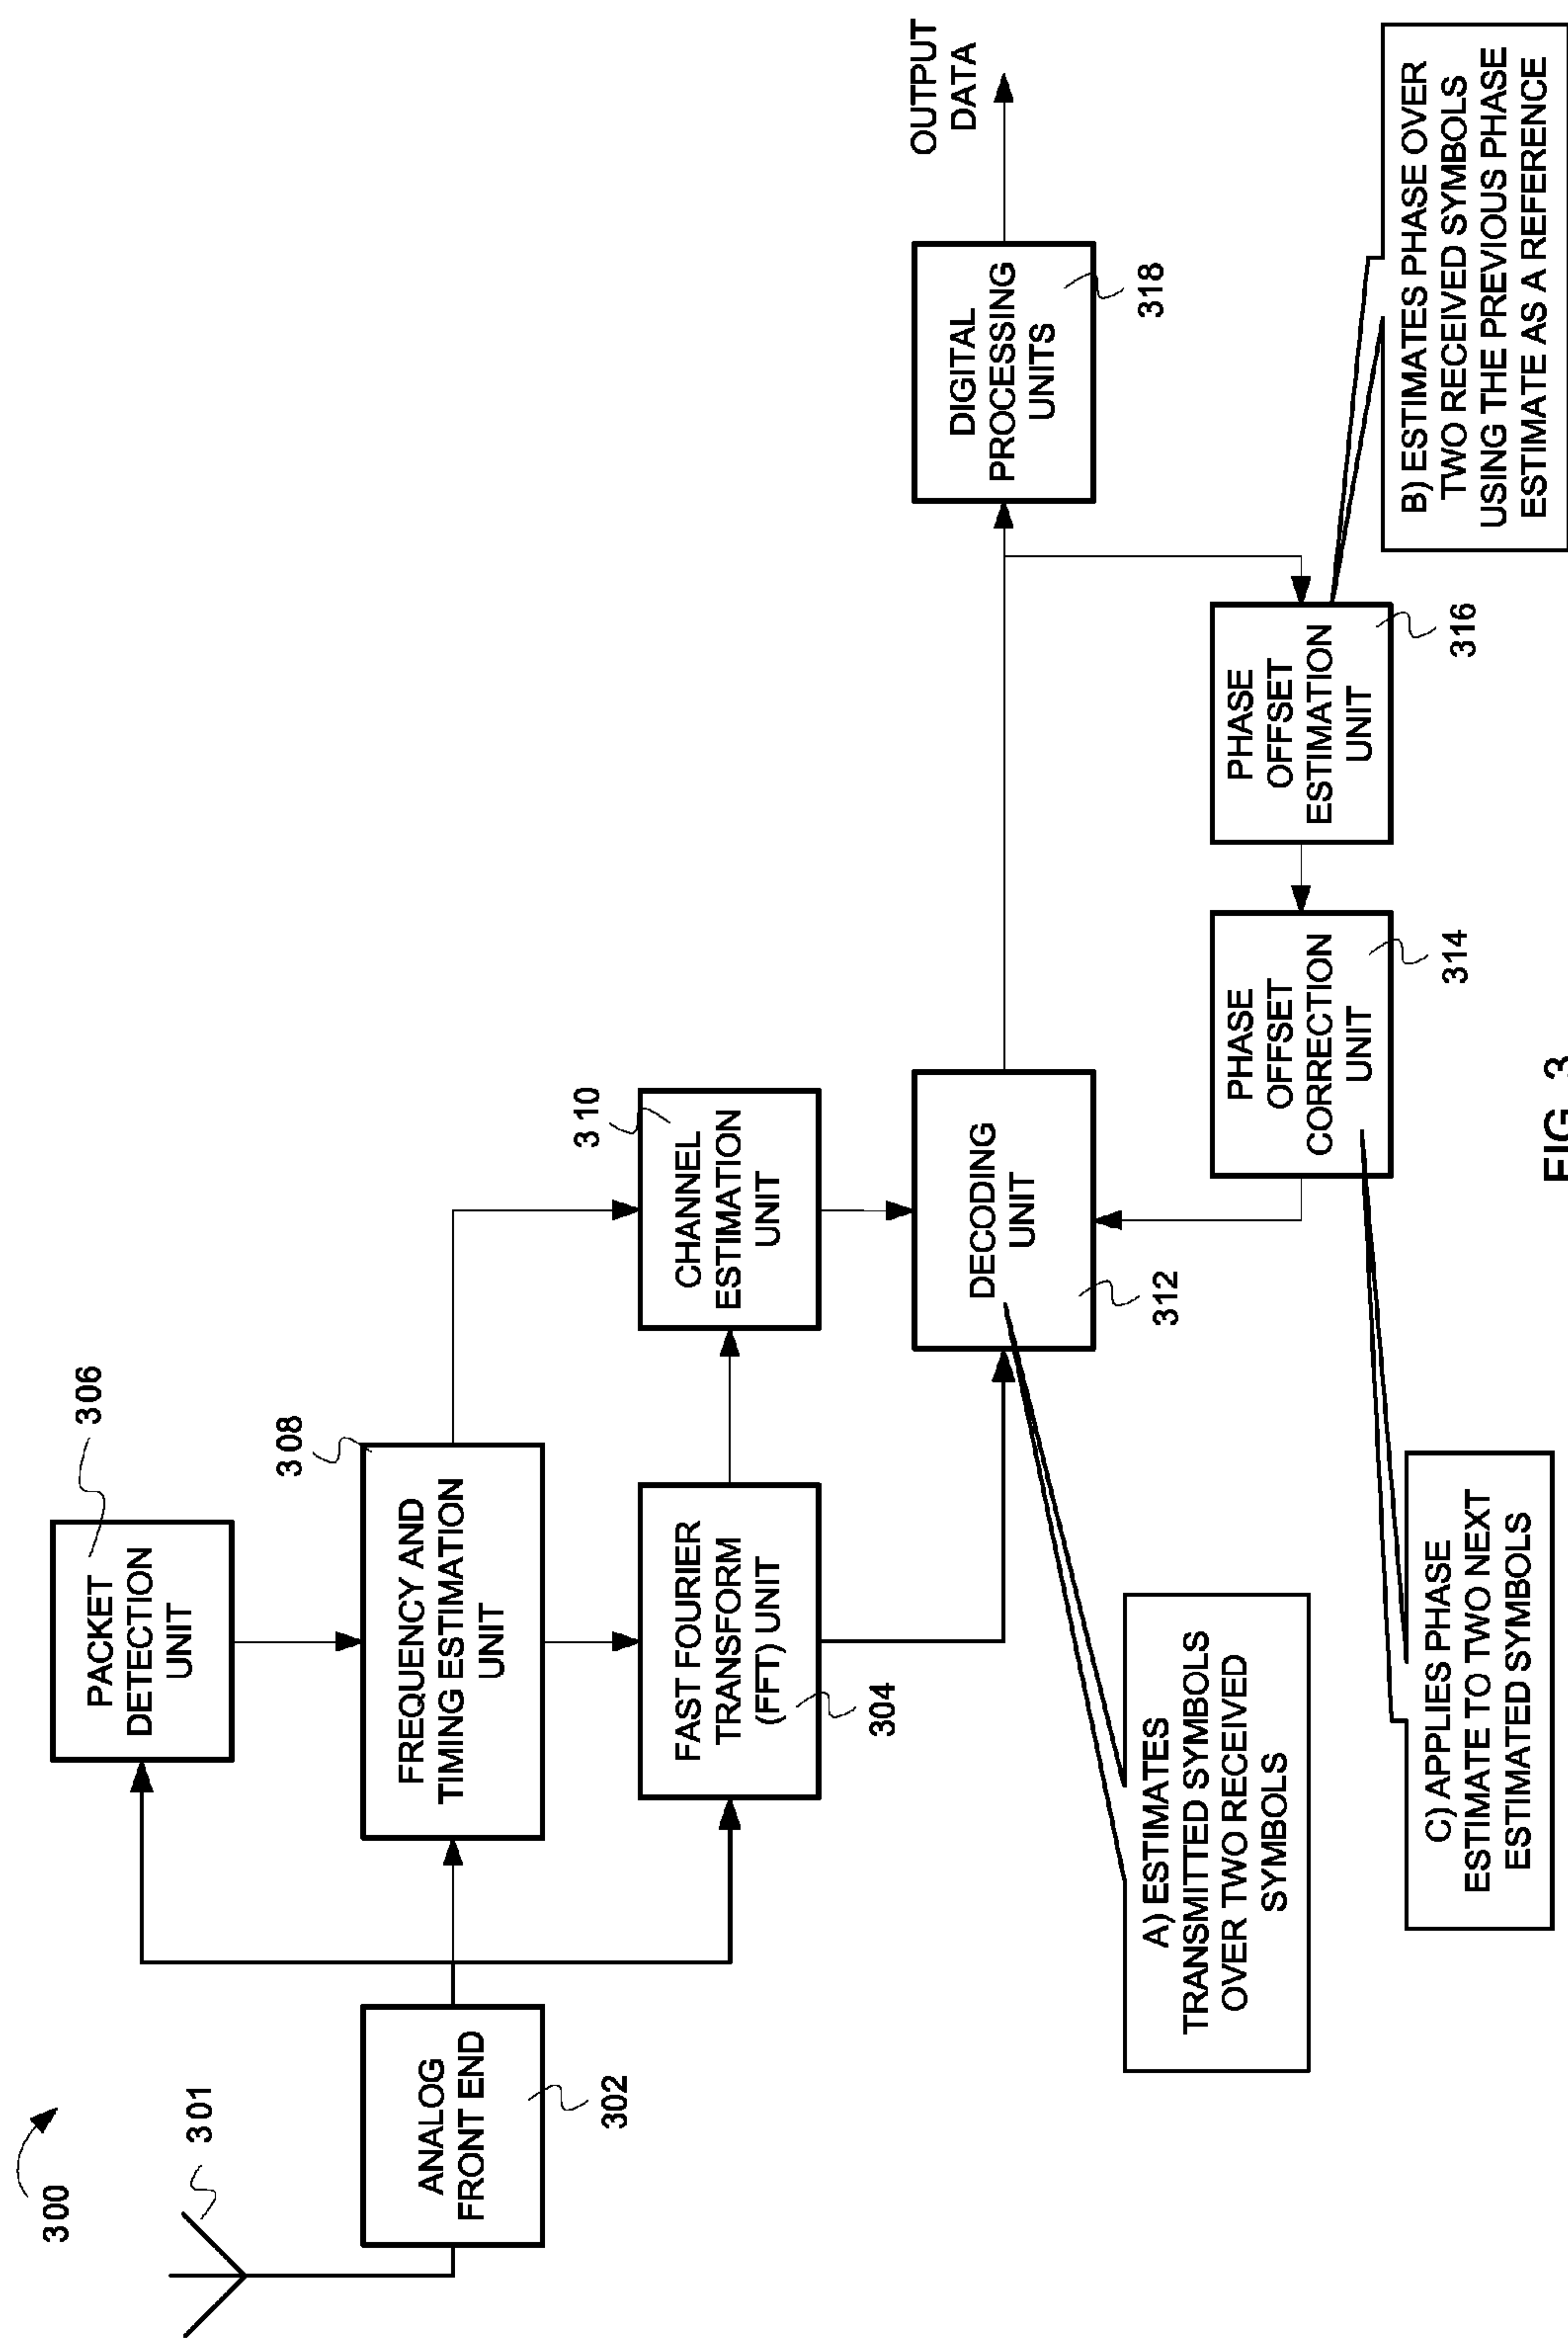 300
301
ANALOG
FRONT END
302
PACKET
DETECTION
UNIT
306
FREQUENCY AND
TIMING ESTIMATION
UNIT
308
FAST FOURIER
TRANSFORM
(FFT) UNIT
304
CHANNEL
ESTIMATION
UNIT
310
DECODING
UNIT
312
DIGITAL
PROCESSING
UNITS
318
OUTPUT
DATA
PHASE
OFFSET
CORRECTION
UNIT
314
PHASE
OFFSET
ESTIMATION
UNIT
316
A) ESTIMATES
TRANSMITTED SYMBOLS
OVER TWO RECEIVED
SYMBOLS
C) APPLIES PHASE
ESTIMATE TO TWO NEXT
ESTIMATED SYMBOLS
B) ESTIMATES PHASE OVER
TWO RECEIVED SYMBOLS
USING THE PREVIOUS PHASE
ESTIMATE AS A REFERENCE
FIG. 3